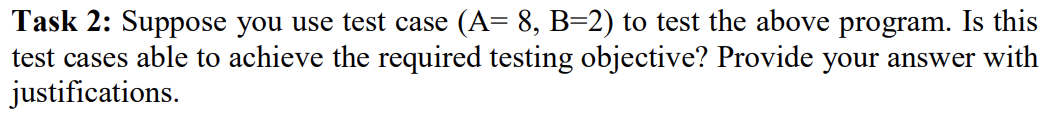 Task 2: Suppose you use test case (A= 8, B=2) to test the above program. Is this
test cases able to achieve the required testing objective? Provide your answer with
justifications.